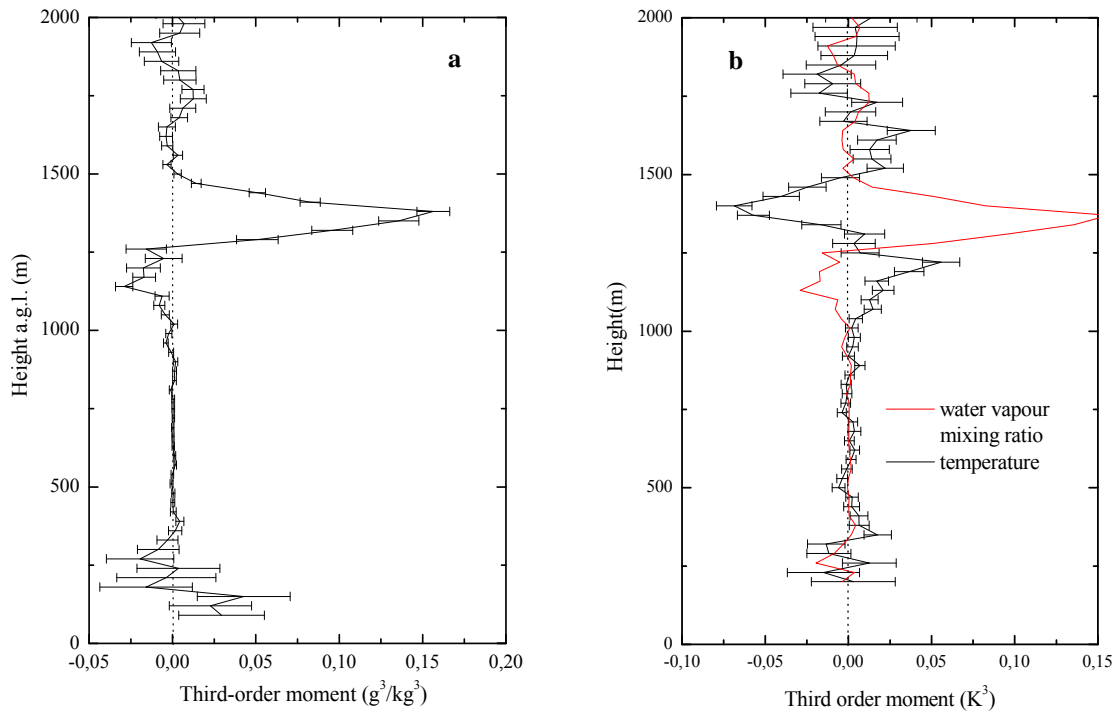 a
2000
1500
1000
500
0
Height a.g.l. (m)
-0,05 0,00 0,05 0,10 0,15 0,20
Third-order moment (g³/kg³)
b
2000
1500
1000
500
0
Height(m)
water vapour
mixing ratio
temperature
-0,10 -0,05 0,00 0,05 0,10 0,15
Third order moment (K³)